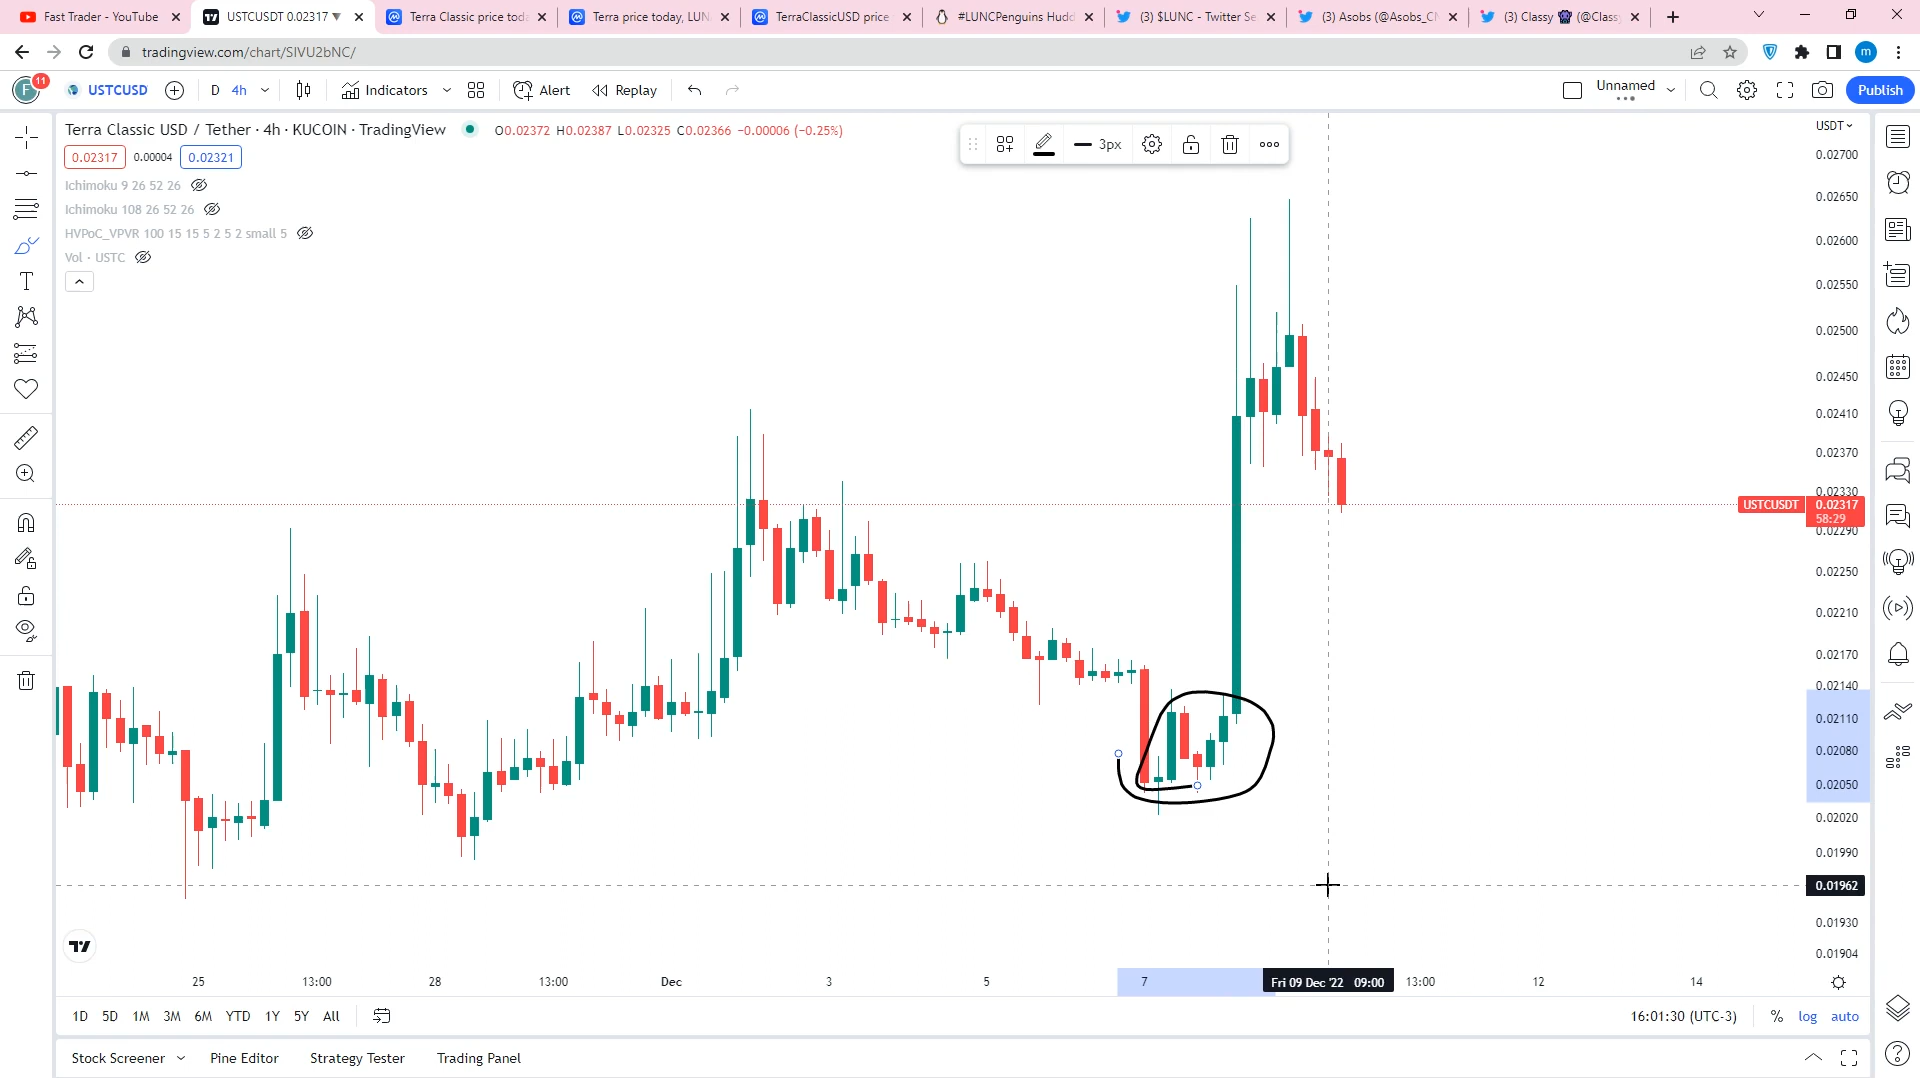 Fast Trader - YouTube
USTCUSDT 0.02317 ▼
Terra Classic price toda
Terra price today, LUN
TerraClassicUSD price
#LUNCPenguins Hudd
(3) $LUNC - Twitter Se
(3) Asobs (@Asobs_C
(3) Classy (@Class
tradingview.com/chart/SIVU2bNC/
m
F
11
USTCUSD
D
4h
Indicators
Alert
Replay
Unnamed
Publish
Terra Classic USD / Tether · 4h · KUCOIN · TradingView
O0.02372 H0.02387 L0.02325 C0.02366 −0.00006 (−0.25%)
0.02317
0.00004
0.02321
Ichimoku 9 26 52 26
Ichimoku 108 26 52 26
HVPoC_VPVR 100 15 15 5 2 5 2 small 5
Vol · USTC
3px
USDT
0.02700
0.02650
0.02600
0.02550
0.02500
0.02450
0.02410
0.02370
0.02330
USTCUSDT
0.02317
58:29
0.02290
0.02250
0.02210
0.02170
0.02140
0.02110
0.02080
0.02050
0.02020
0.01990
0.01962
0.01930
0.01904
25
13:00
28
13:00
Dec
3
5
7
Fri 09 Dec '22 09:00
13:00
12
14
1D
5D
1M
3M
6M
YTD
1Y
5Y
All
16:01:30 (UTC-3)
%
log
auto
Stock Screener
Pine Editor
Strategy Tester
Trading Panel